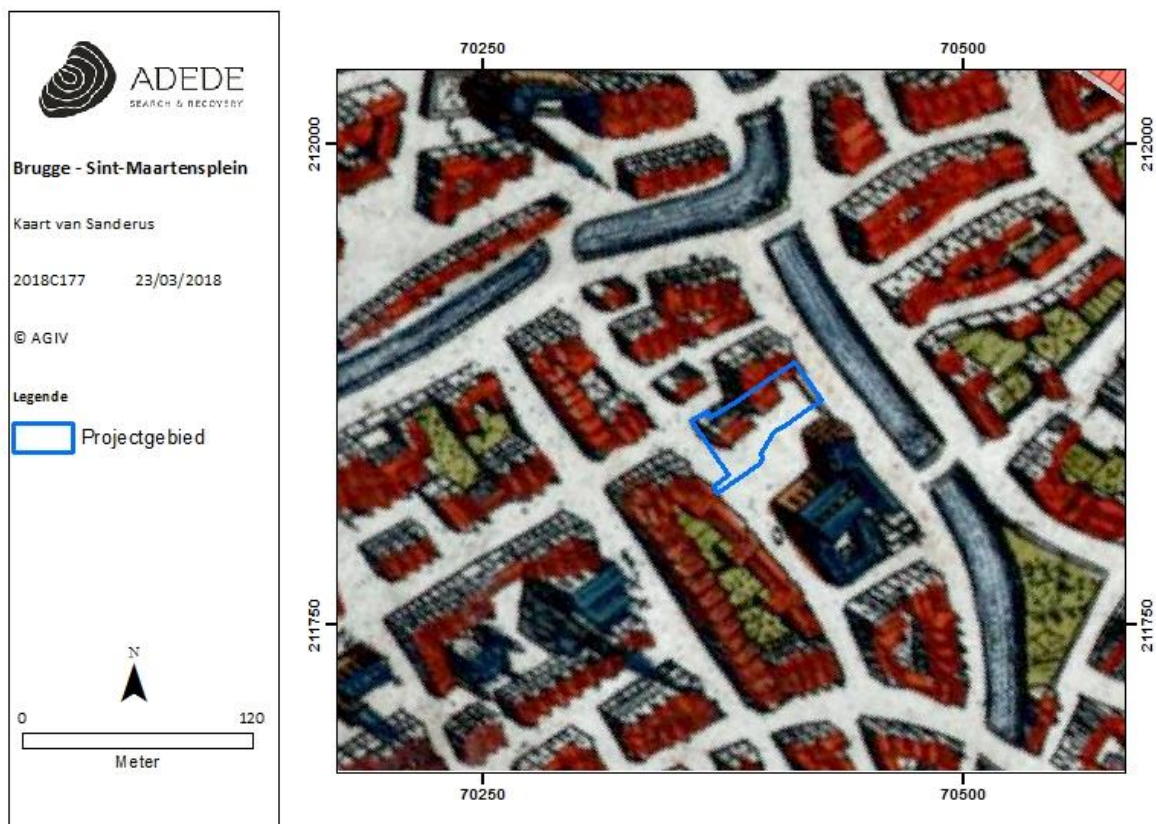 ADEDE
SEARCH & RECOVERY
Brugge - Sint-Maartensplein
Kaart van Sanderus
2018C177 23/03/2018
© AGIV
Legende
Projectgebied
N
0 120
Meter
70250 70500
212000 212000
211750 211750
70250 70500